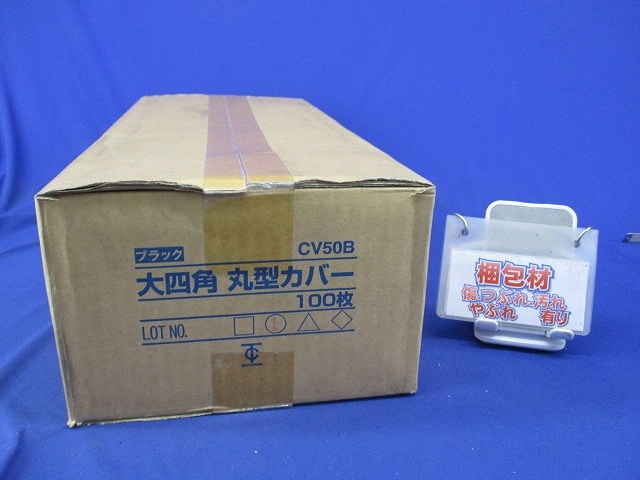 ブラック CV50B
大四角 丸型カバー
100枚
LOT NO. □ ① △ ◇
梱包材
傷、つぶれ、汚れ
やぶれ 有り